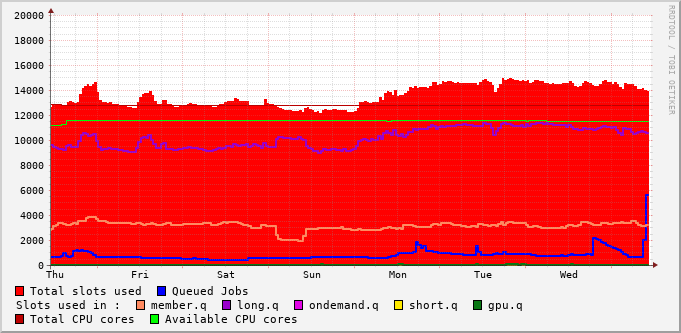 20000
18000
16000
14000
12000
10000
8000
6000
4000
2000
0
Thu Fri Sat Sun Mon Tue Wed
RRDTOOL / TOBI OETIKER
Total slots used Queued Jobs
Slots used in : member.q long.q ondemand.q short.q gpu.q
Total CPU cores Available CPU cores